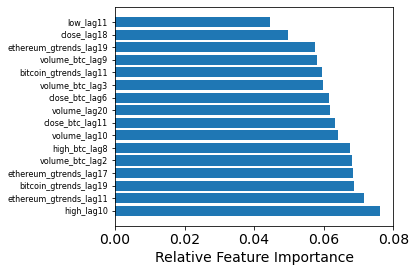 low_lag11
close_lag18
ethereum_gtrends_lag19
volume_btc_lag9
bitcoin_gtrends_lag11
volume_btc_lag3
close_btc_lag6
volume_lag20
close_btc_lag11
volume_lag10
high_btc_lag8
volume_btc_lag2
ethereum_gtrends_lag17
bitcoin_gtrends_lag19
ethereum_gtrends_lag11
high_lag10
0.00 0.02 0.04 0.06 0.08
Relative Feature Importance